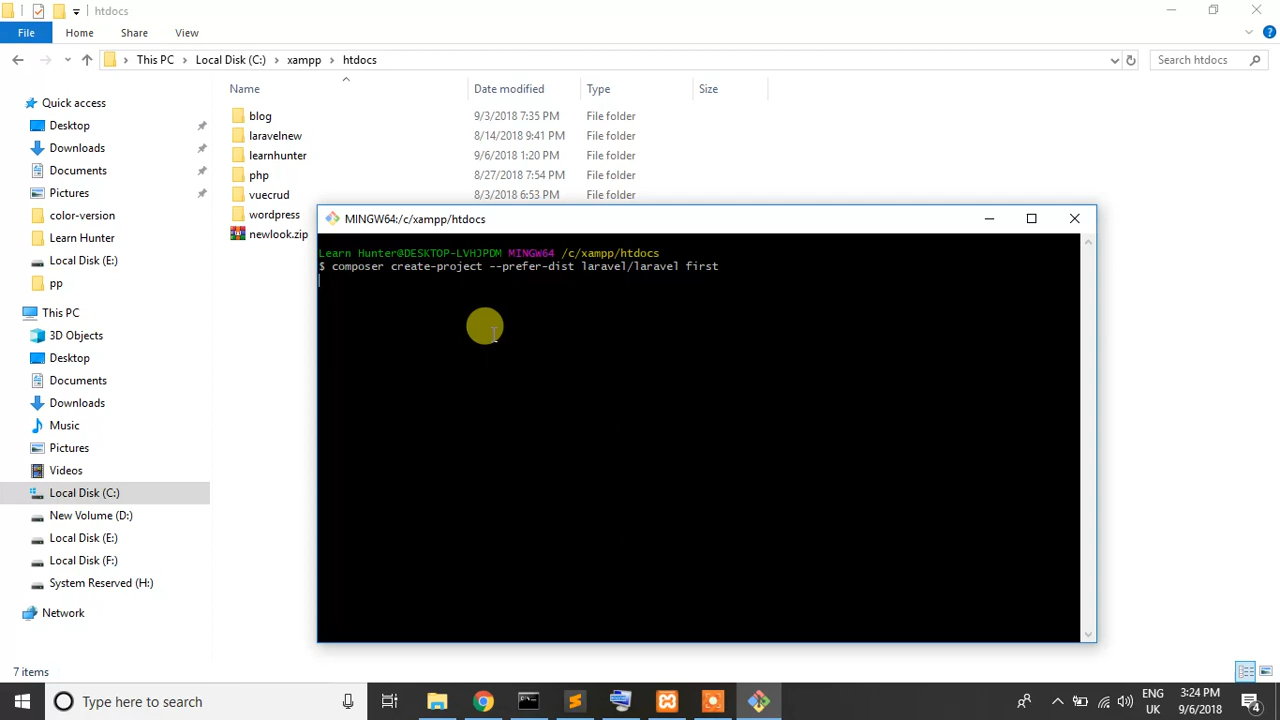 htdocs
File Home Share View
This PC Local Disk (C:) xampp htdocs
Search htdocs
Name Date modified Type Size
blog 9/3/2018 7:35 PM File folder
laravelnew 8/14/2018 9:41 PM File folder
learnhunter 9/6/2018 1:20 PM File folder
php 8/27/2018 7:54 PM File folder
vuecrud 8/3/2018 6:53 PM File folder
wordpress
newlook.zip
Quick access
Desktop
Downloads
Documents
Pictures
color-version
Learn Hunter
Local Disk (E:)
pp
This PC
3D Objects
Desktop
Documents
Downloads
Music
Pictures
Videos
Local Disk (C:)
New Volume (D:)
Local Disk (E:)
Local Disk (F:)
System Reserved (H:)
Network
7 items
MINGW64:/c/xampp/htdocs
Learn Hunter@DESKTOP-LVHJPDM MINGW64 /c/xampp/htdocs
$ composer create-project --prefer-dist laravel/laravel first
Type here to search
ENG
UK
3:24 PM
9/6/2018
4